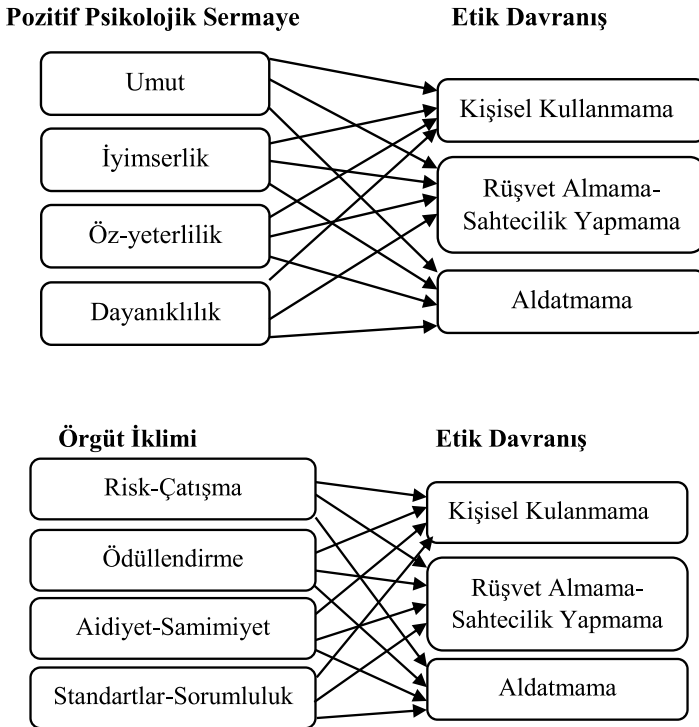 Pozitif Psikolojik Sermaye
Etik Davranış
Umut
İyimserlik
Öz-yeterlilik
Dayanıklılık
Kişisel Kullanmama
Rüşvet Almama-
Sahtecilik Yapmama
Aldatmama
Örgüt İklimi
Etik Davranış
Risk-Çatışma
Ödüllendirme
Aidiyet-Samimiyet
Standartlar-Sorumluluk
Kişisel Kulanmama
Rüşvet Almama-
Sahtecilik Yapmama
Aldatmama